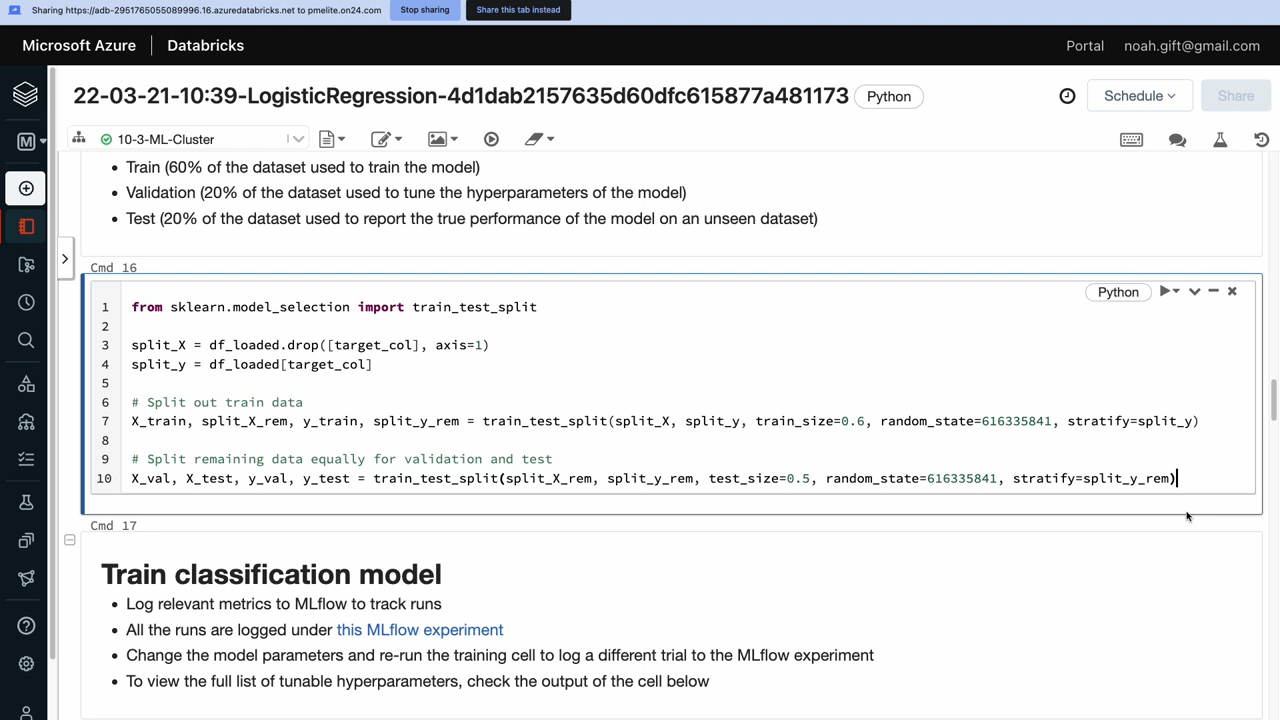 Sharing https://adb-2951765055089996.16.azuredatabricks.net to pmelite.on24.com
Stop sharing
Share this tab instead
Microsoft Azure
Databricks
Portal
noah.gift@gmail.com
22-03-21-10:39-LogisticRegression-4d1dab2157635d60dfc615877a481173
Python
Schedule
Share
M
10-3-ML-Cluster
• Train (60% of the dataset used to train the model)
• Validation (20% of the dataset used to tune the hyperparameters of the model)
• Test (20% of the dataset used to report the true performance of the model on an unseen dataset)
Cmd 16
Python
1 from sklearn.model_selection import train_test_split
2
3 split_X = df_loaded.drop([target_col], axis=1)
4 split_y = df_loaded[target_col]
5
6 # Split out train data
7 X_train, split_X_rem, y_train, split_y_rem = train_test_split(split_X, split_y, train_size=0.6, random_state=616335841, stratify=split_y)
8
9 # Split remaining data equally for validation and test
10 X_val, X_test, y_val, y_test = train_test_split(split_X_rem, split_y_rem, test_size=0.5, random_state=616335841, stratify=split_y_rem)
Cmd 17
Train classification model
• Log relevant metrics to MLflow to track runs
• All the runs are logged under this MLflow experiment
• Change the model parameters and re-run the training cell to log a different trial to the MLflow experiment
• To view the full list of tunable hyperparameters, check the output of the cell below